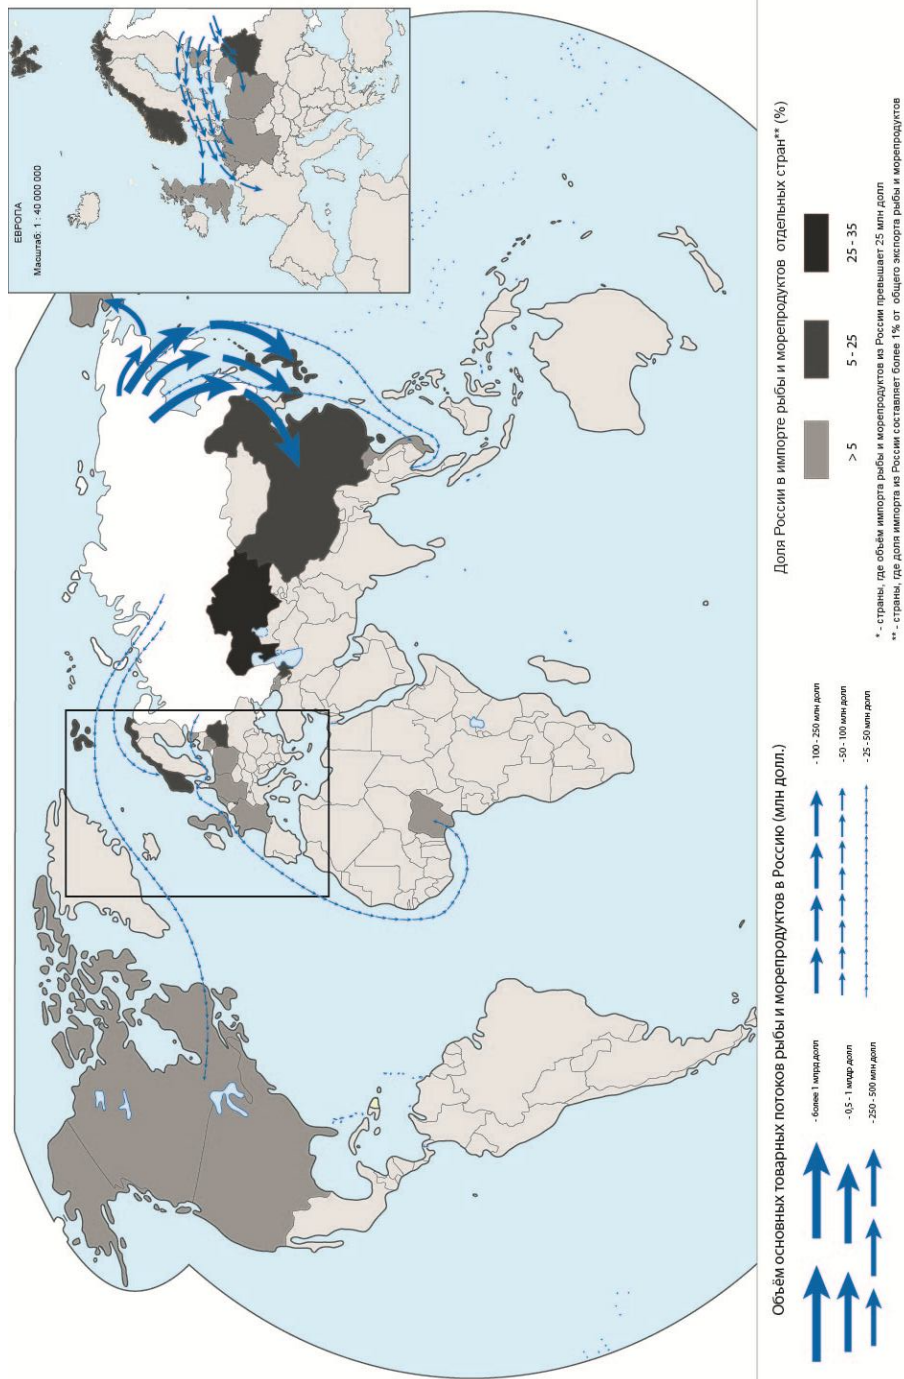 ЕВРОПА
Масштаб: 1 : 40 000 000
Объём основных товарных потоков рыбы и морепродуктов в Россию (млн долл.)
- более 1 млрд долл
- 0,5 - 1 млдр долл
- 250 - 500 млн долл
- 100 - 250 млн долл
- 50 - 100 млн долл
- 25 - 50 млн долл
Доля России в импорте рыбы и морепродуктов отдельных стран** (%)
> 5
5 - 25
25 - 35
* - страны, где объём импорта рыбы и морепродуктов из России превышает 25 млн долл
** - страны, где доля импорта из России составляет более 1% от общего экспорта рыбы и морепродуктов